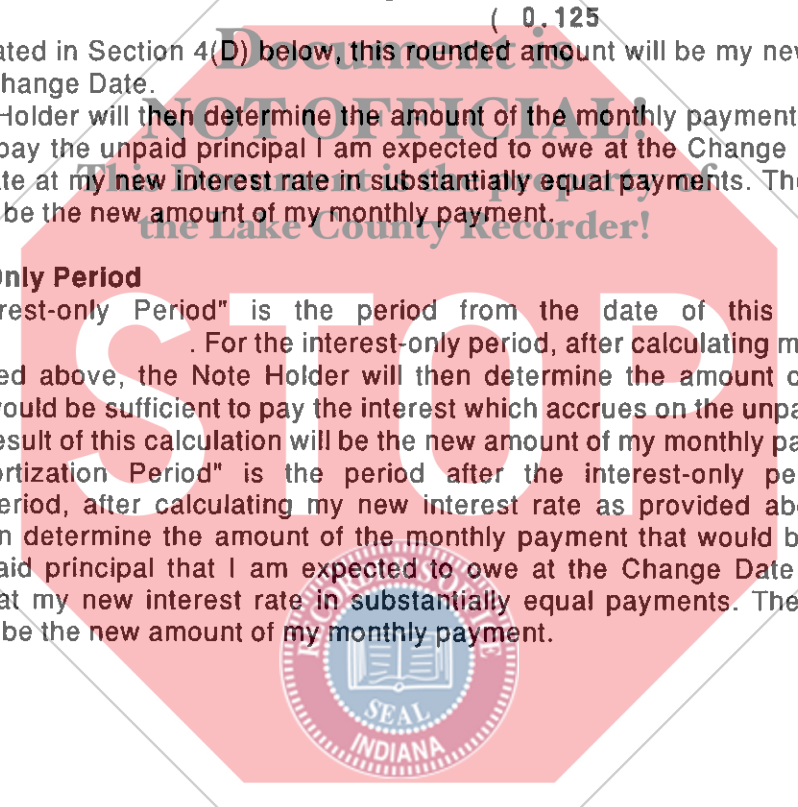 ( 0.125
ated in Section 4(D) below, this rounded amount will be my nev
Change Date.
Holder will then determine the amount of the monthly payment
pay the unpaid principal I am expected to owe at the Change
ate at my new interest rate in substantially equal payments. The
be the new amount of my monthly payment.
Document is
NOT OFFICIAL!
This Document is the property of
the Lake County Recorder!
Only Period
rest-only Period" is the period from the date of this
. For the interest-only period, after calculating m
ed above, the Note Holder will then determine the amount o
vould be sufficient to pay the interest which accrues on the unpa
esult of this calculation will be the new amount of my monthly pa
ortization Period" is the period after the interest-only pe
eriod, after calculating my new interest rate as provided abo
n determine the amount of the monthly payment that would b
aid principal that I am expected to owe at the Change Date
at my new interest rate in substantially equal payments. The
be the new amount of my monthly payment.
STOP
SEAL
INDIANA